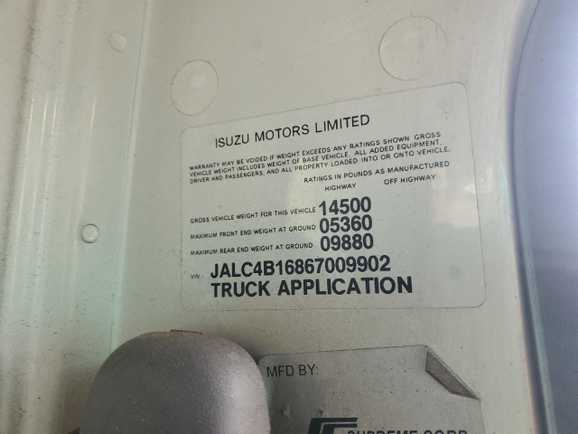 ISUZU MOTORS LIMITED
WARRANTY MAY BE VOIDED IF WEIGHT EXCEEDS ANY RATINGS SHOWN. GROSS
VEHICLE WEIGHT INCLUDES WEIGHT OF BASE VEHICLE, ALL ADDED EQUIPMENT,
DRIVER AND PASSENGERS, AND ALL PROPERTY LOADED INTO OR ONTO VEHICLE.
RATINGS IN POUNDS AS MANUFACTURED
HIGHWAY OFF HIGHWAY
GROSS VEHICLE WEIGHT FOR THIS VEHICLE 14500
MAXIMUM FRONT END WEIGHT AT GROUND 05360
MAXIMUM REAR END WEIGHT AT GROUND 09880
VIN: JALC4B16867009902
TRUCK APPLICATION
MFD BY:
SUPREME CORP